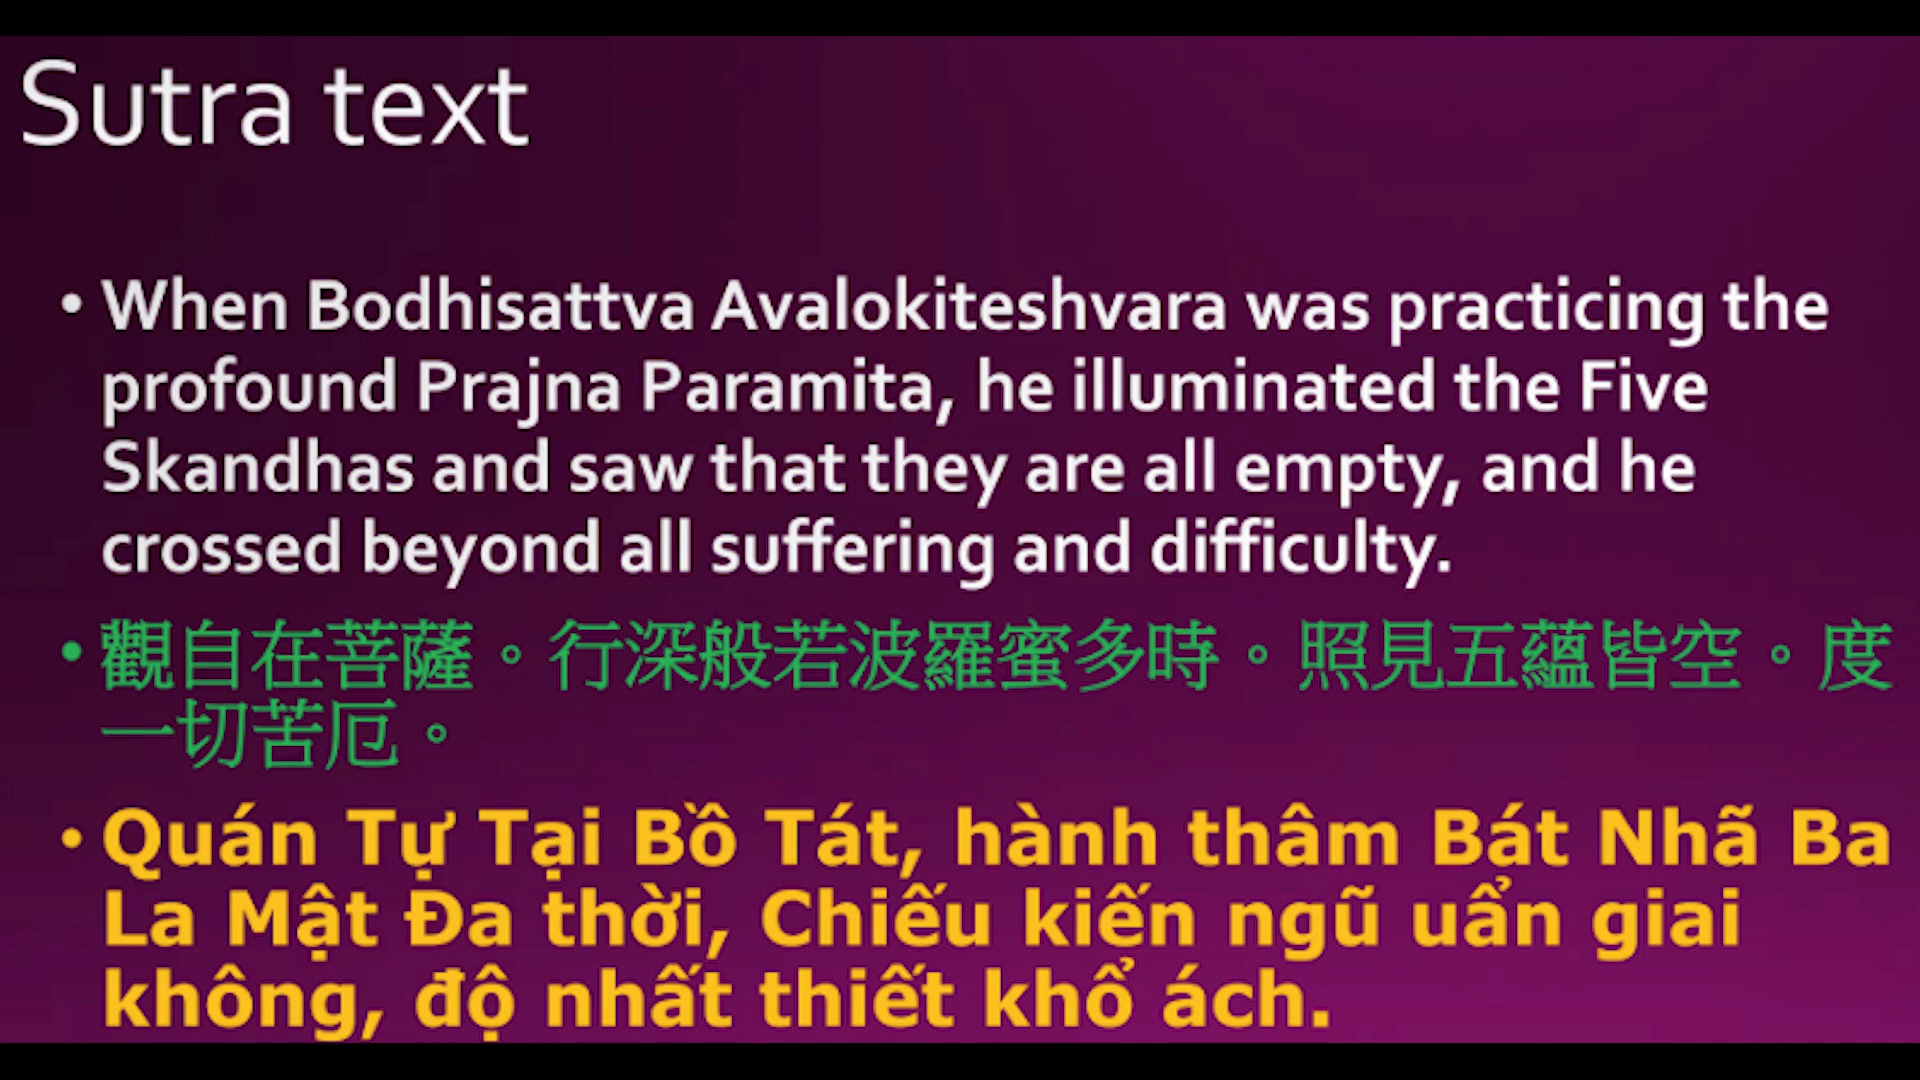 Sutra text
• When Bodhisattva Avalokiteshvara was practicing the
profound Prajna Paramita, he illuminated the Five
Skandhas and saw that they are all empty, and he
crossed beyond all suffering and difficulty.
• 觀自在菩薩。行深般若波羅蜜多時。照見五蘊皆空。度
一切苦厄。
• Quán Tự Tại Bồ Tát, hành thâm Bát Nhã Ba
La Mật Đa thời, Chiếu kiến ngũ uẩn giai
không, độ nhất thiết khổ ách.